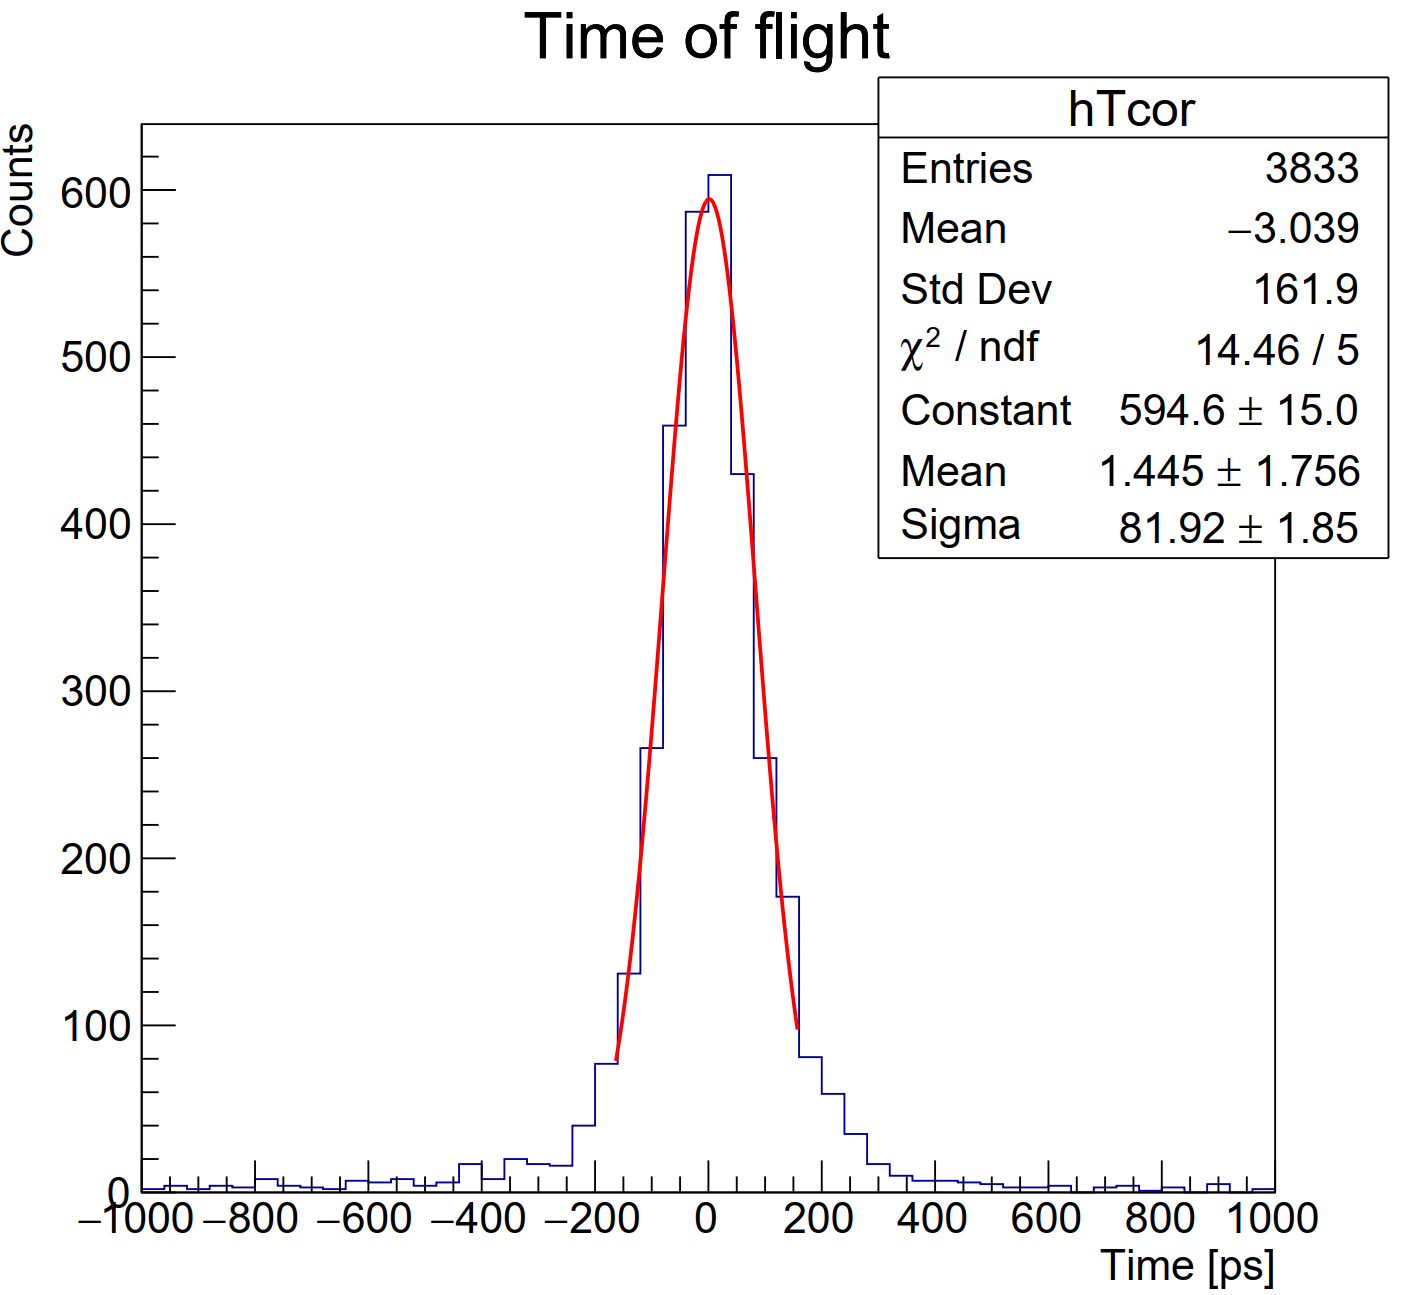 Time of flight
hTcor
Entries 3833
Mean −3.039
Std Dev 161.9
χ² / ndf 14.46 / 5
Constant 594.6 ± 15.0
Mean 1.445 ± 1.756
Sigma 81.92 ± 1.85
Counts
600
500
400
300
200
100
0
−1000 −800 −600 −400 −200 0 200 400 600 800 1000
Time [ps]